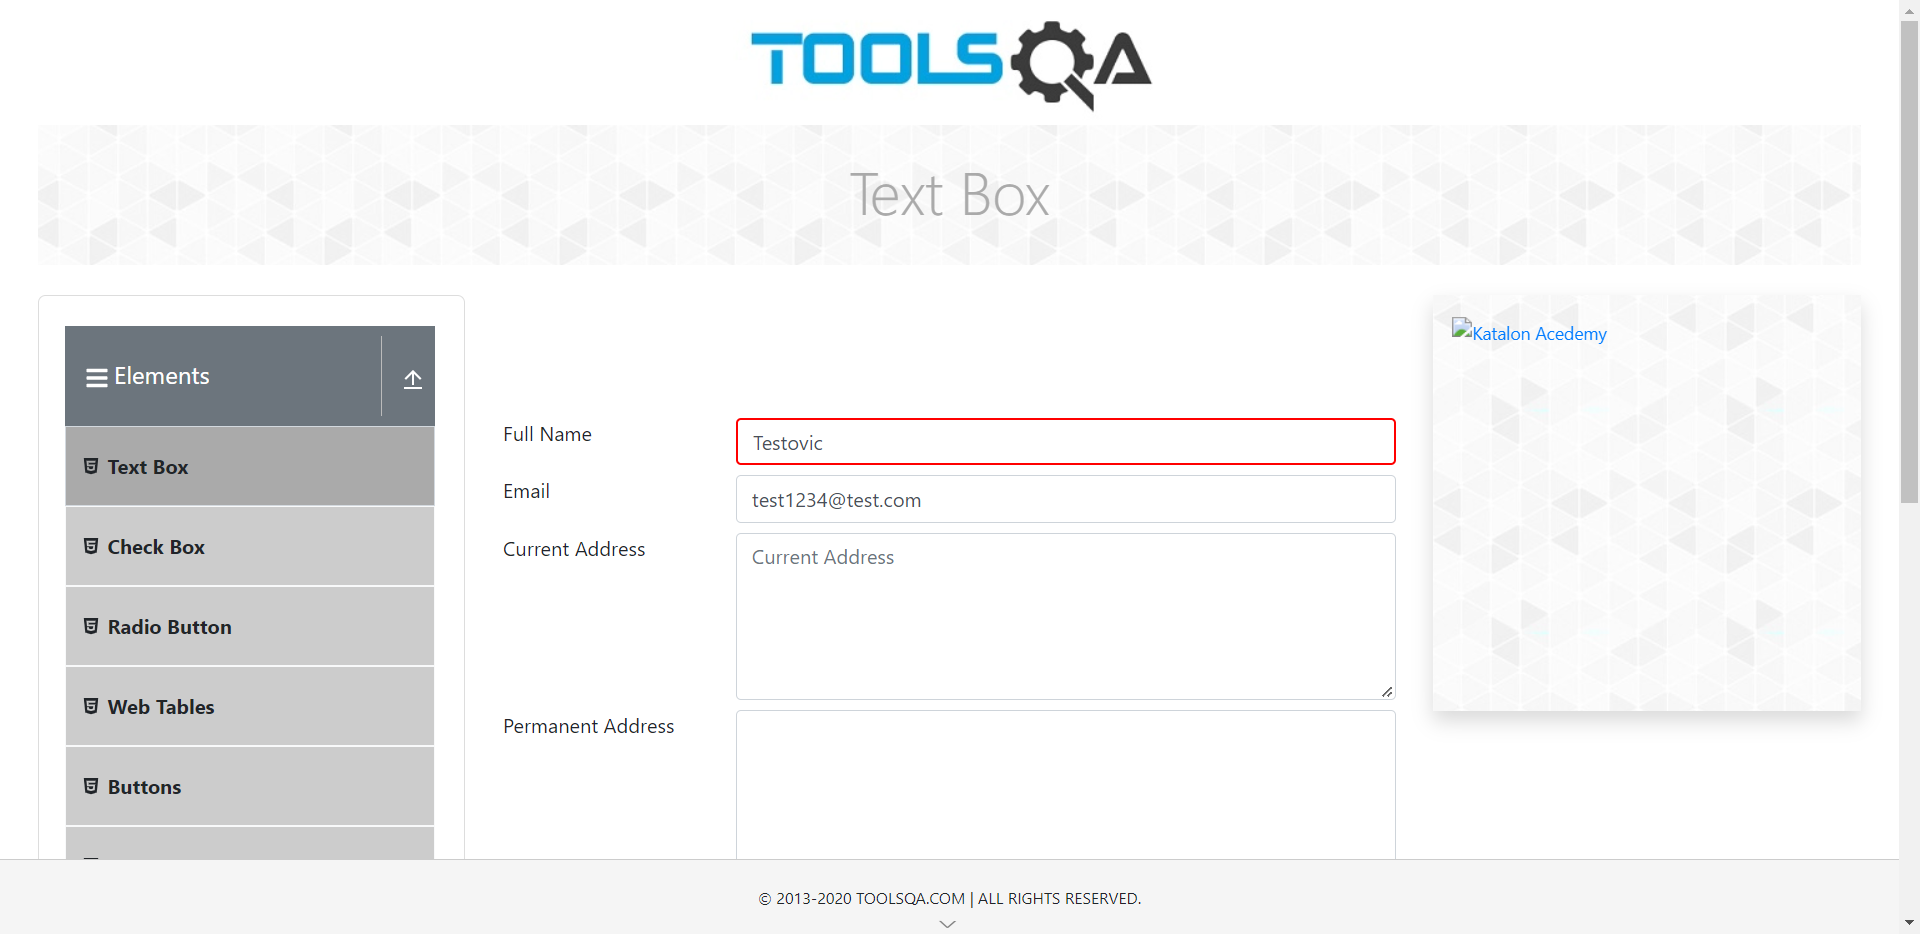 TOOLSQA
Text Box
Elements
Text Box
Check Box
Radio Button
Web Tables
Buttons
Full Name
Testovic
Email
test1234@test.com
Current Address
Current Address
Permanent Address
Katalon Acedemy
© 2013-2020 TOOLSQA.COM | ALL RIGHTS RESERVED.